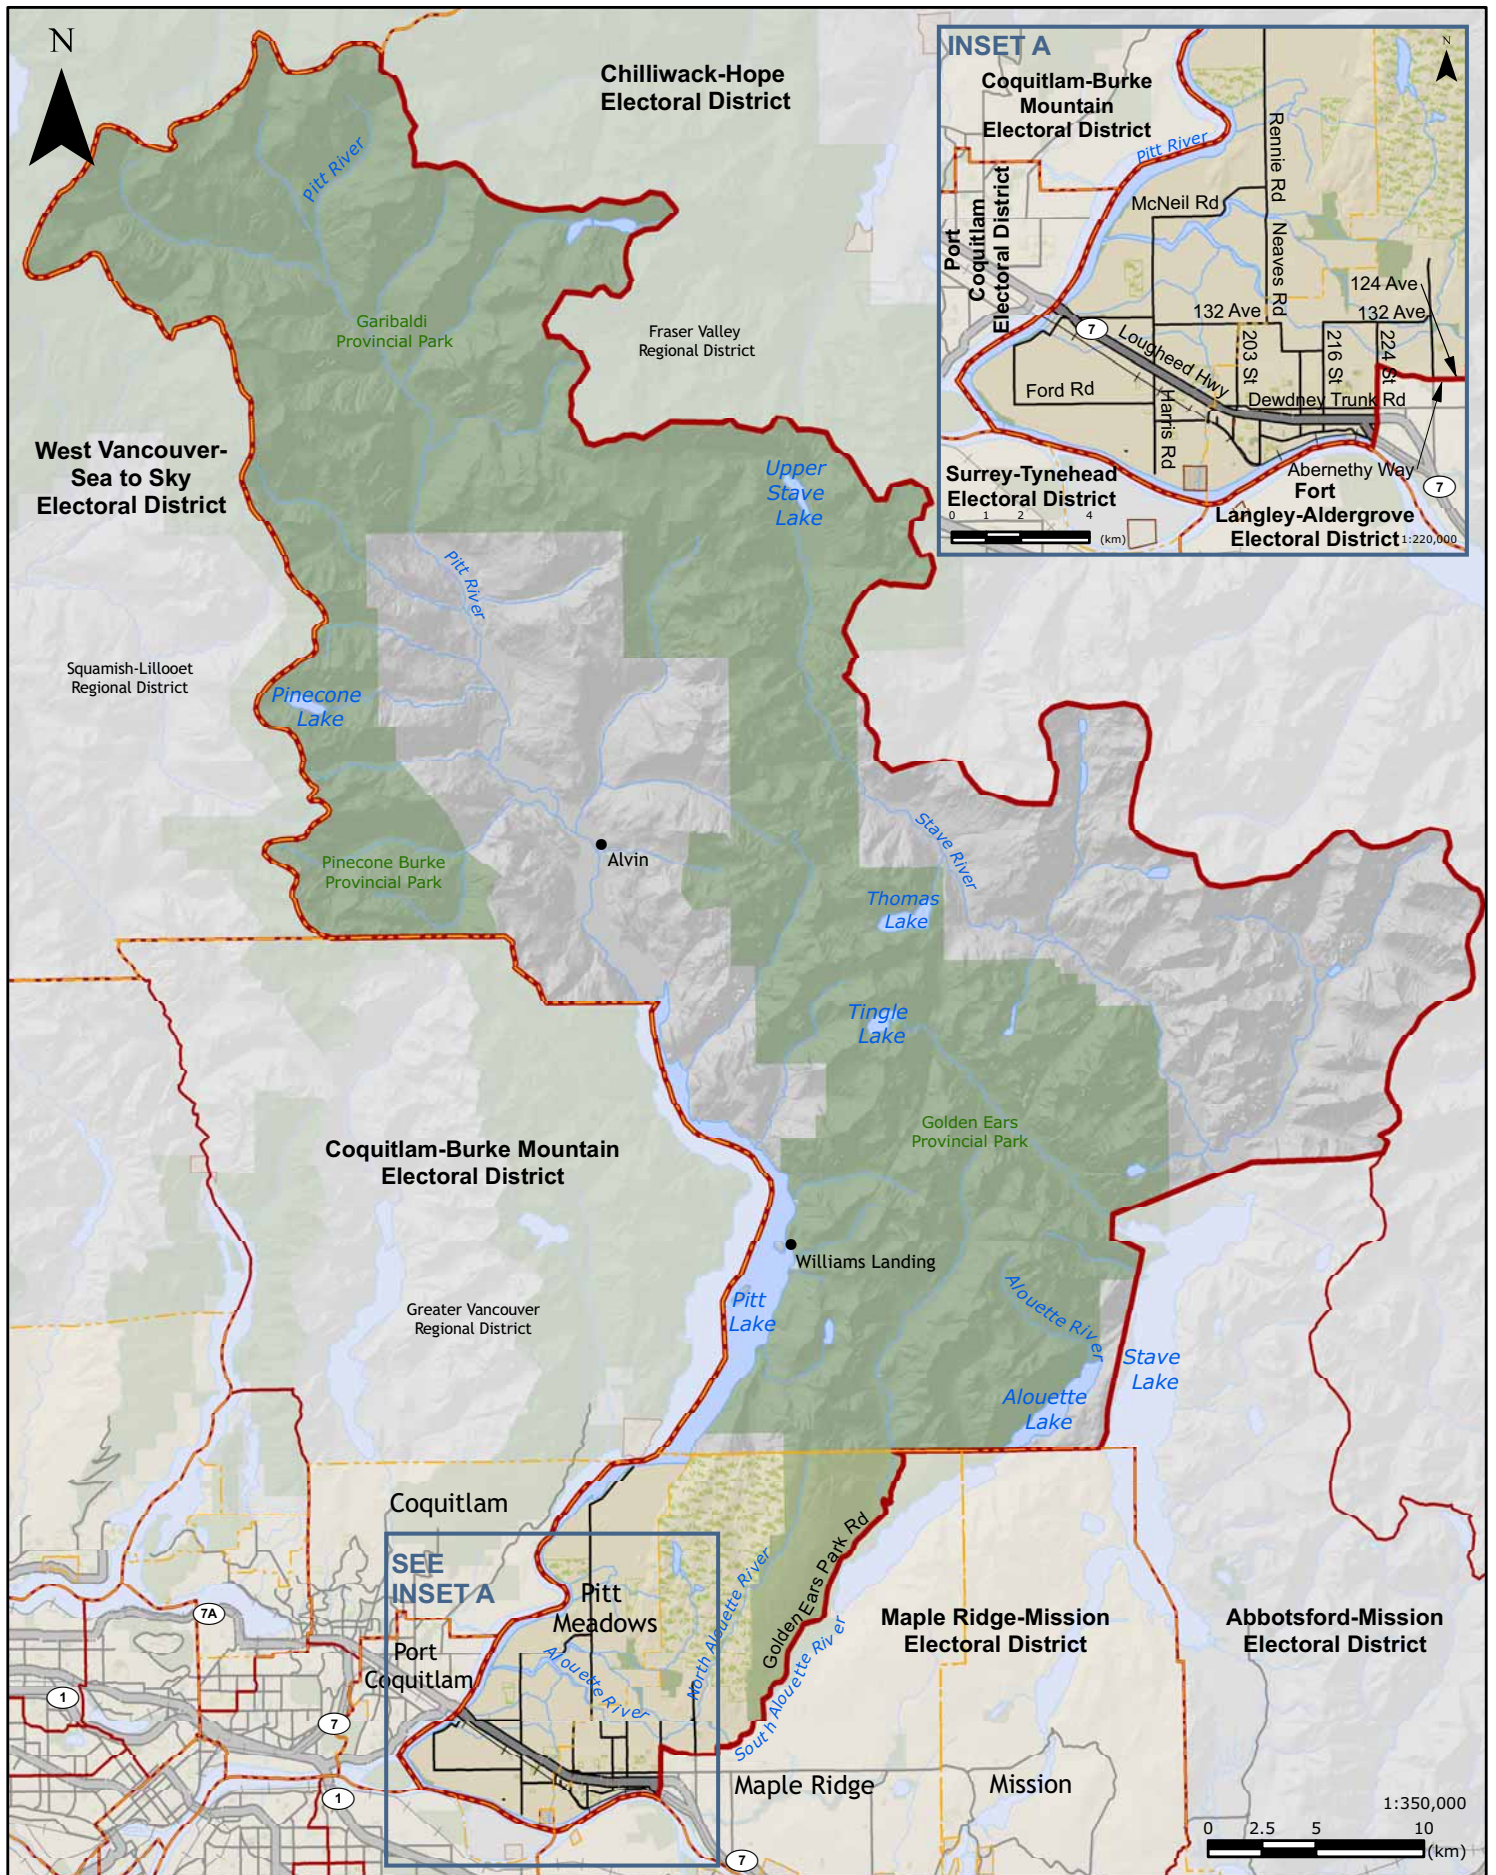 N
Chilliwack-Hope
Electoral District
Pitt River
Garibaldi
Provincial Park
Fraser Valley
Regional District
West Vancouver-
Sea to Sky
Electoral District
Upper
Stave
Lake
Pitt River
Squamish-Lillooet
Regional District
Pinecone
Lake
Pinecone Burke
Provincial Park
Alvin
Stave River
Thomas
Lake
Tingle
Lake
Golden Ears
Provincial Park
Coquitlam-Burke Mountain
Electoral District
Williams Landing
Greater Vancouver
Regional District
Pitt
Lake
Alouette River
Stave
Lake
Alouette
Lake
Coquitlam
SEE
INSET A
Pitt
Meadows
Port
Coquitlam
Alouette River
North Alouette River
Golden Ears Park Rd
South Alouette River
Maple Ridge-Mission
Electoral District
Abbotsford-Mission
Electoral District
7A
1
7
1
7
Maple Ridge
Mission
1:350,000
0 2.5 5 10
(km)
INSET A
N
Coquitlam-Burke
Mountain
Electoral District
Pitt River
Port
Coquitlam
Electoral District
McNeil Rd
Rennie Rd
Neaves Rd
124 Ave
132 Ave
132 Ave
7
Lougheed Hwy
203 St
216 St
224 St
Ford Rd
Harris Rd
Dewdney Trunk Rd
Abernethy Way
7
Surrey-Tynehead
Electoral District
Fort
Langley-Aldergrove
Electoral District
0 1 2 4
(km)
1:220,000